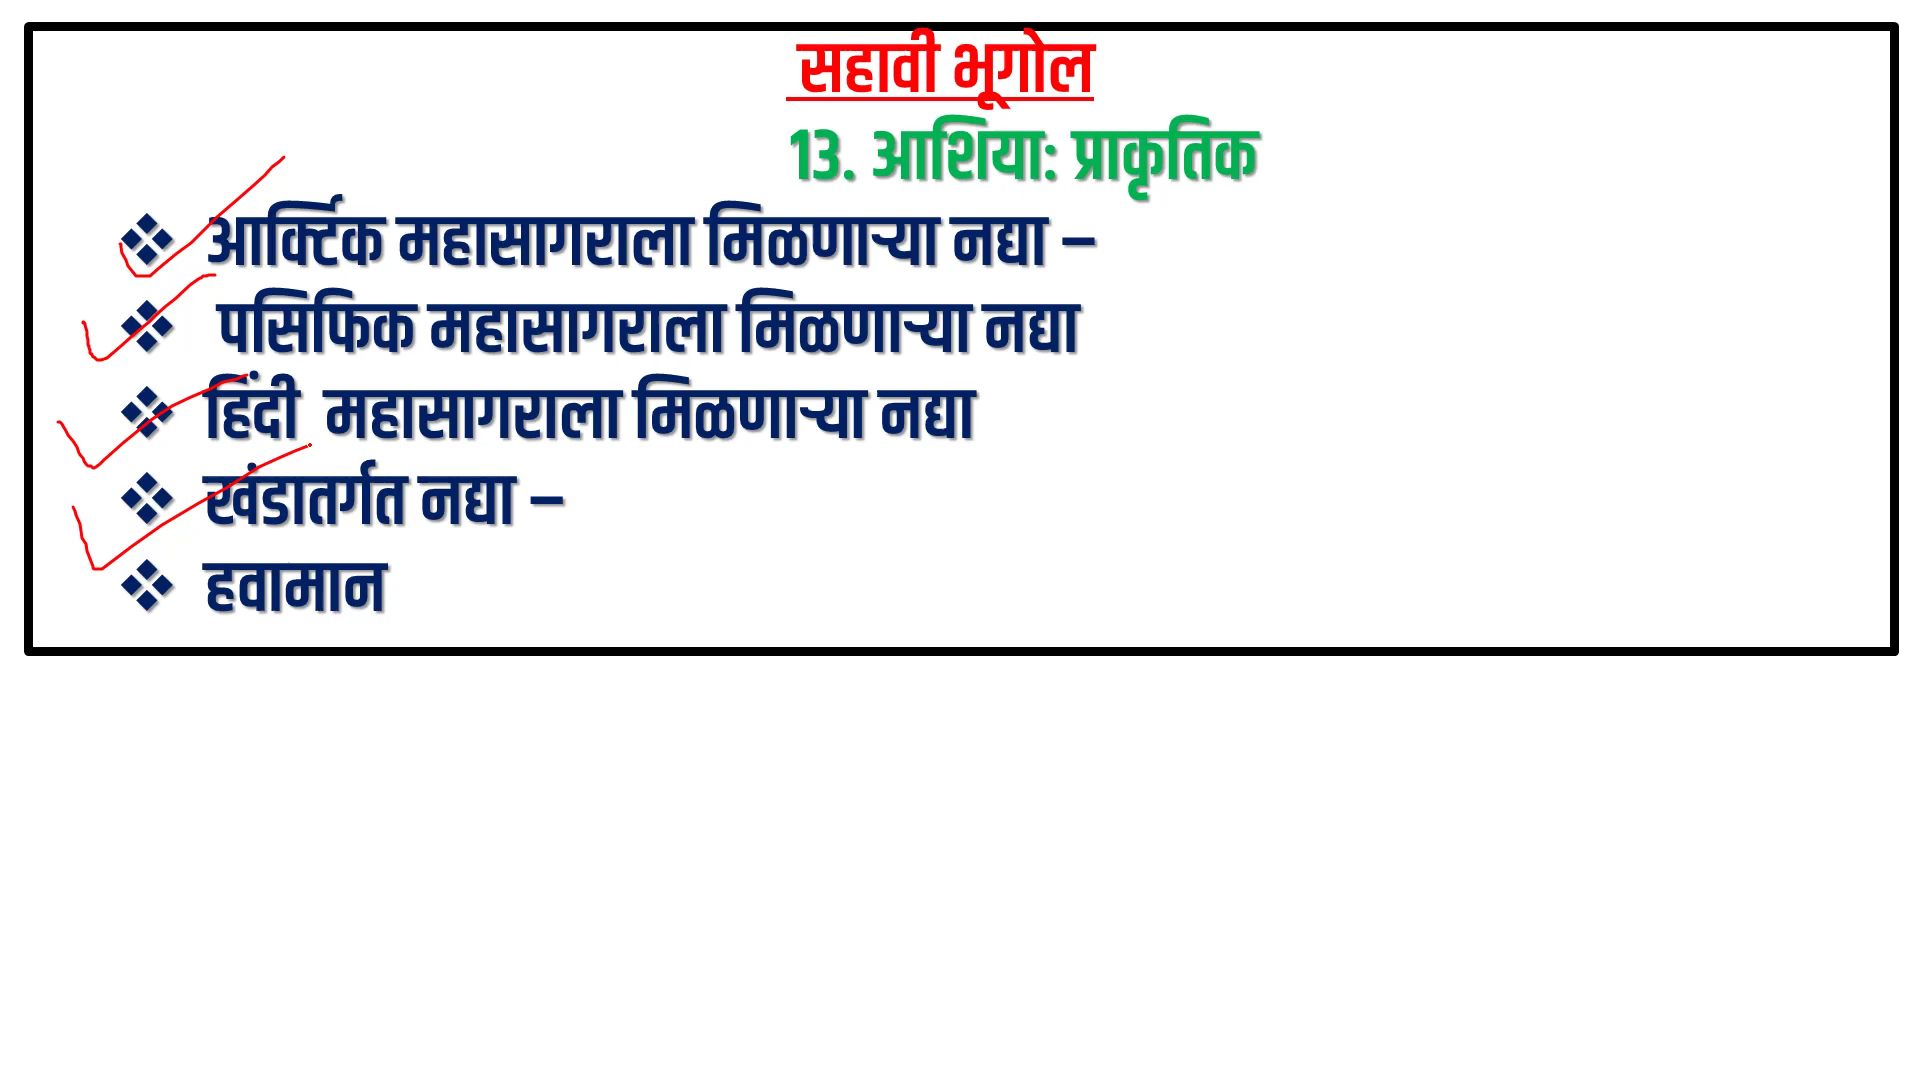 सहावी भूगोल
13. आशिया: प्राकृतिक
❖ आर्क्टिक महासागराला मिळणाऱ्या नद्या –
❖ पसिफिक महासागराला मिळणाऱ्या नद्या
❖ हिंदी महासागराला मिळणाऱ्या नद्या
❖ खंडातर्गत नद्या –
❖ हवामान